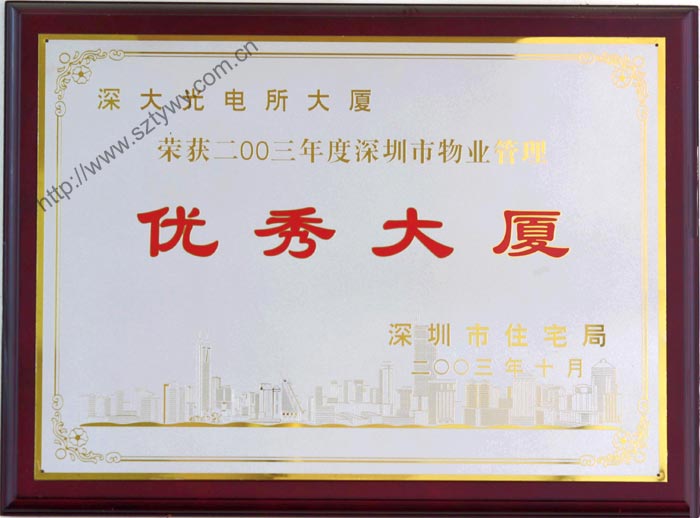 深大光电所大厦
荣获二00三年度深圳市物业管理
优秀大厦
深圳市住宅局
二〇〇三年十月
http://www.sztywy.com.cn